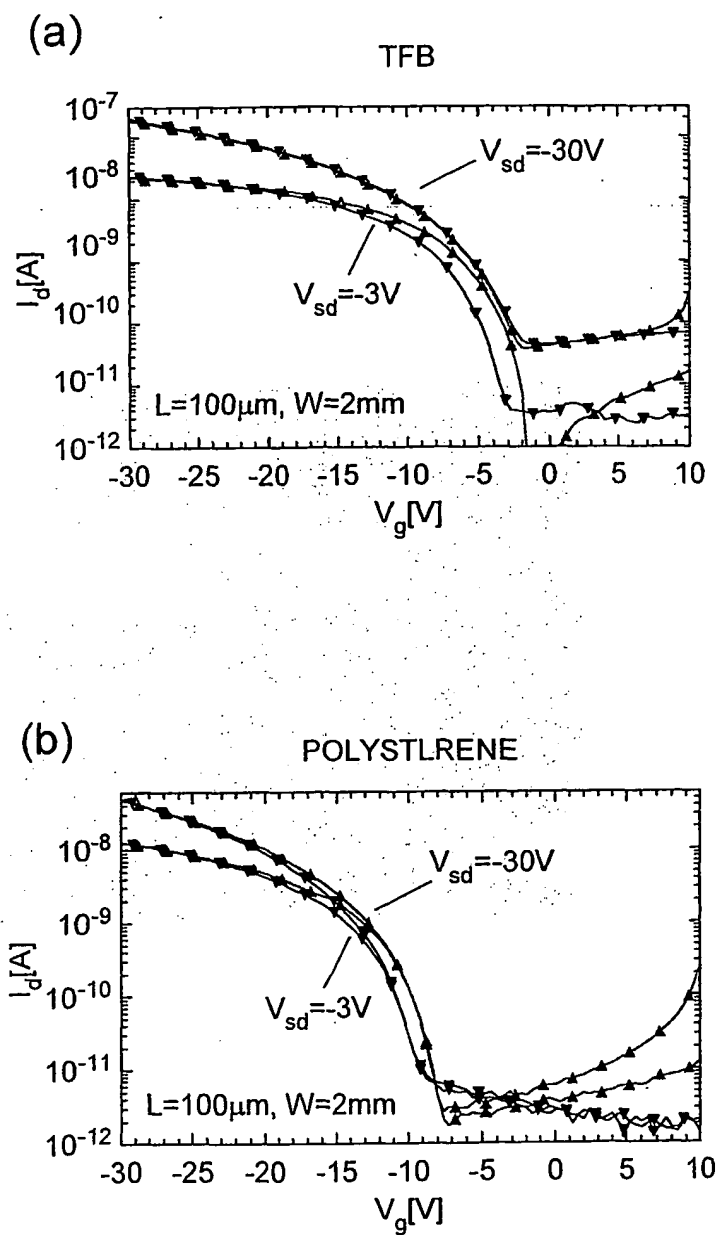 (a)
TFB
10⁻⁷
10⁻⁸
10⁻⁹
10⁻¹⁰
10⁻¹¹
10⁻¹²
I_d[A]
V_sd=-30V
V_sd=-3V
L=100μm, W=2mm
-30 -25 -20 -15 -10 -5 0 5 10
V_g[V]
(b)
POLYSTLRENE
10⁻⁸
10⁻⁹
10⁻¹⁰
10⁻¹¹
10⁻¹²
I_d[A]
V_sd=-30V
V_sd=-3V
L=100μm, W=2mm
-30 -25 -20 -15 -10 -5 0 5 10
V_g[V]